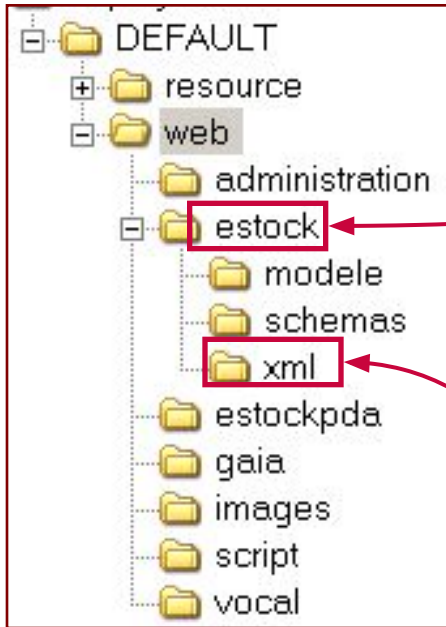 DEFAULT
resource
web
administration
estock
modele
schemas
xml
estockpda
gaia
images
script
vocal